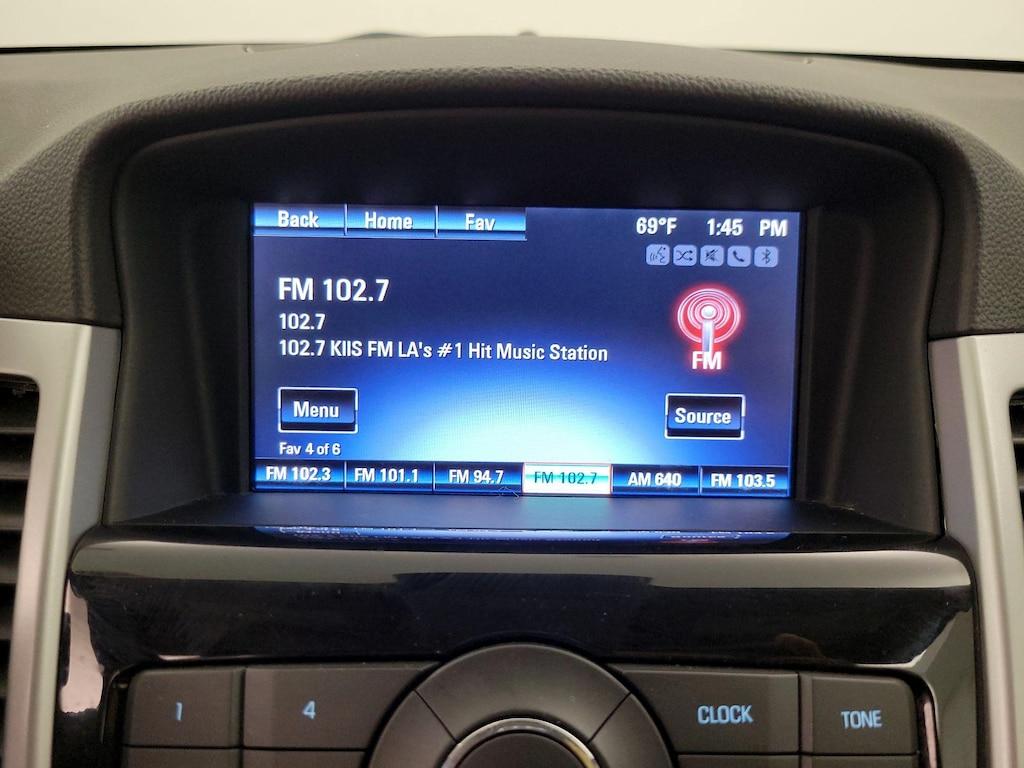 Back Home Fav 69°F 1:45 PM
FM 102.7
102.7
102.7 KIIS FM LA's #1 Hit Music Station
FM
Menu Source
Fav 4 of 6
FM 102.3 FM 101.1 FM 94.7 FM 102.7 AM 640 FM 103.5
1 4 CLOCK TONE